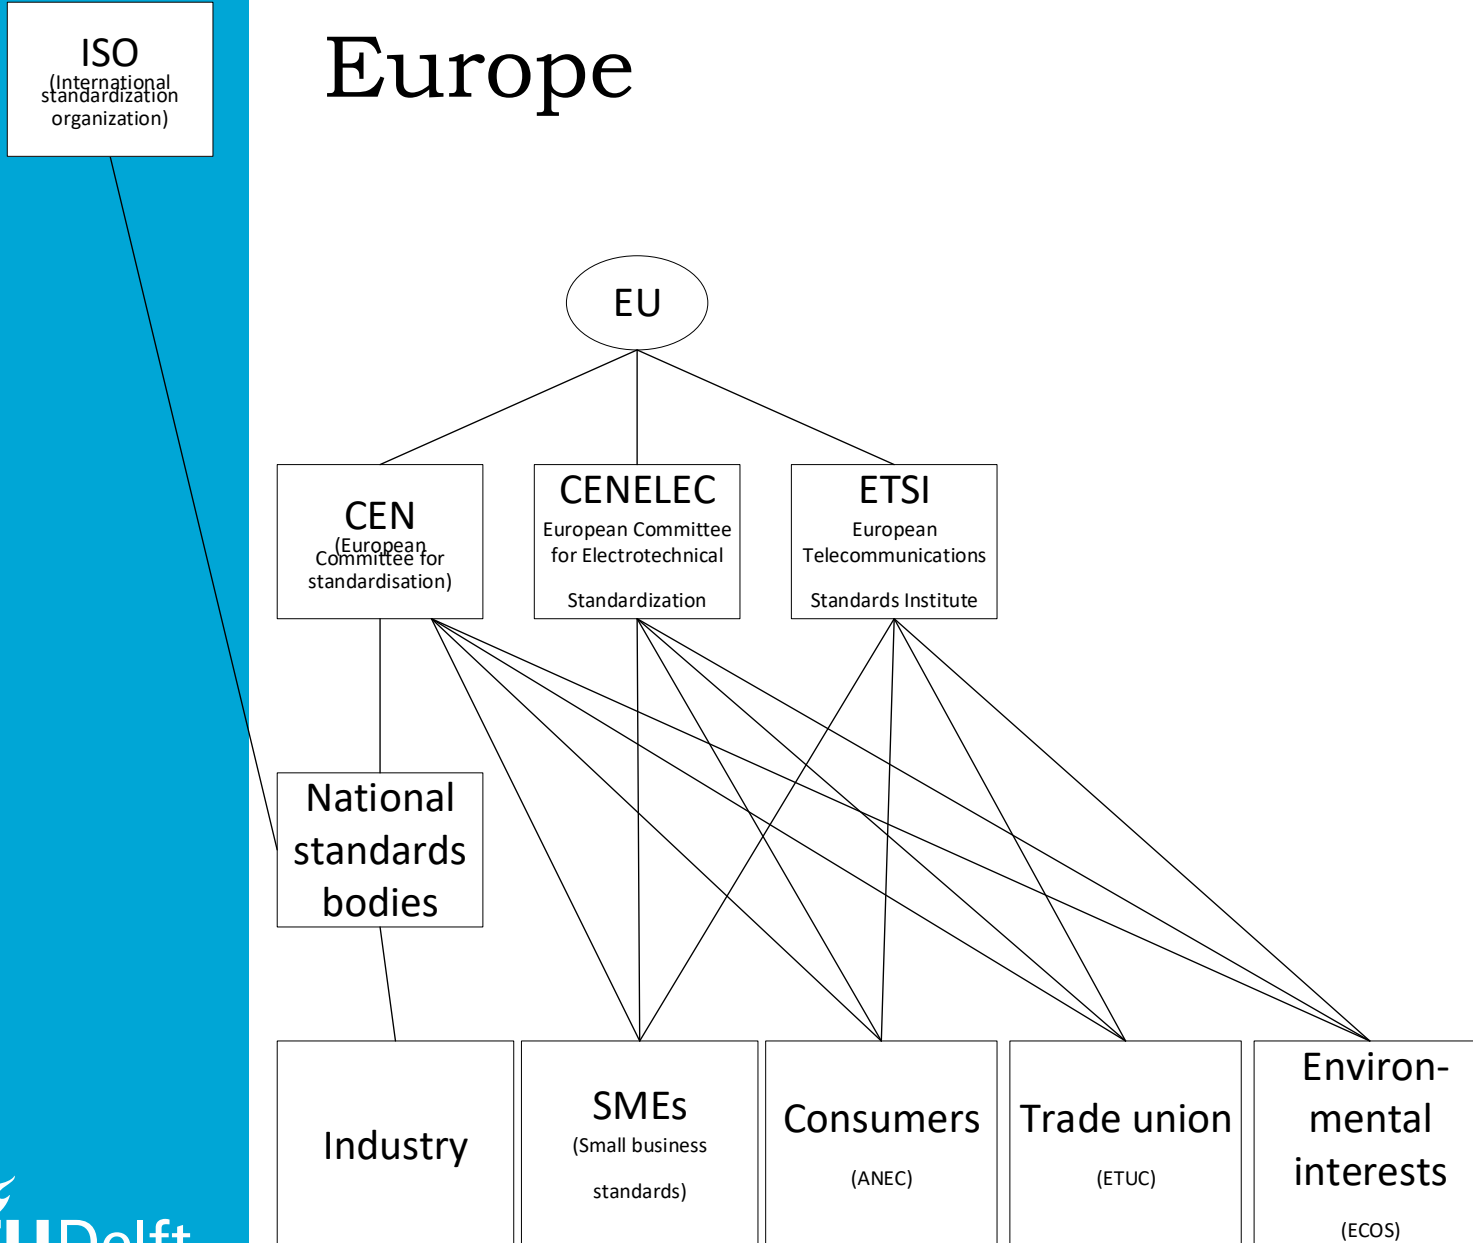 ISO
(International
standardization
organization)
Europe
EU
CEN
(European
Committee for
standardisation)
CENELEC
European Committee
for Electrotechnical
Standardization
ETSI
European
Telecommunications
Standards Institute
National
standards
bodies
Industry
SMEs
(Small business
standards)
Consumers
(ANEC)
Trade union
(ETUC)
Environ-
mental
interests
(ECOS)
TUDelft